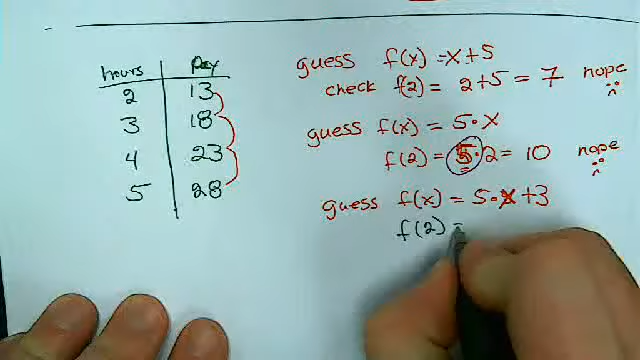 hours Pay
2 13
3 18
4 23
5 28
guess f(x) = x + 5
check f(2) = 2 + 5 = 7 nope
guess f(x) = 5 · x
f(2) = 5 · 2 = 10 nope
guess f(x) = 5 · x + 3
f(2) =